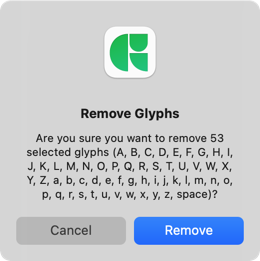 Remove Glyphs
Are you sure you want to remove 53
selected glyphs (A, B, C, D, E, F, G, H, I,
J, K, L, M, N, O, P, Q, R, S, T, U, V, W, X,
Y, Z, a, b, c, d, e, f, g, h, i, j, k, l, m, n, o,
p, q, r, s, t, u, v, w, x, y, z, space)?
Cancel
Remove